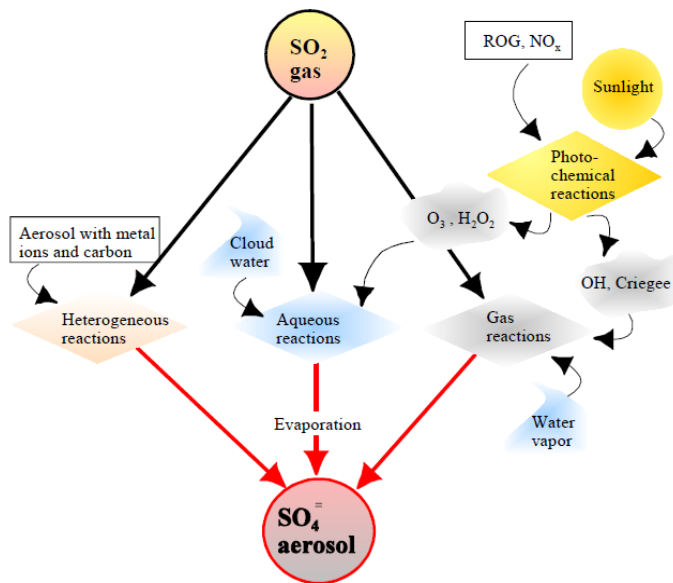 SO₂
gas
ROG, NOₓ
Sunlight
Photo-
chemical
reactions
O₃ , H₂O₂
Aerosol with metal
ions and carbon
Cloud
water
OH, Criegee
Heterogeneous
reactions
Aqueous
reactions
Gas
reactions
Evaporation
Water
vapor
SO₄⁼
aerosol